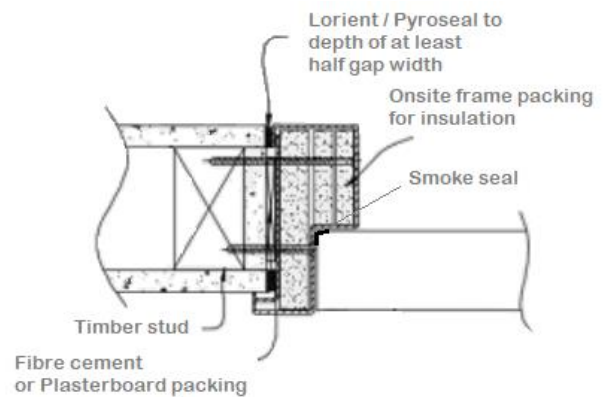 Lorient / Pyroseal to
depth of at least
half gap width
Onsite frame packing
for insulation
Smoke seal
Timber stud
Fibre cement
or Plasterboard packing